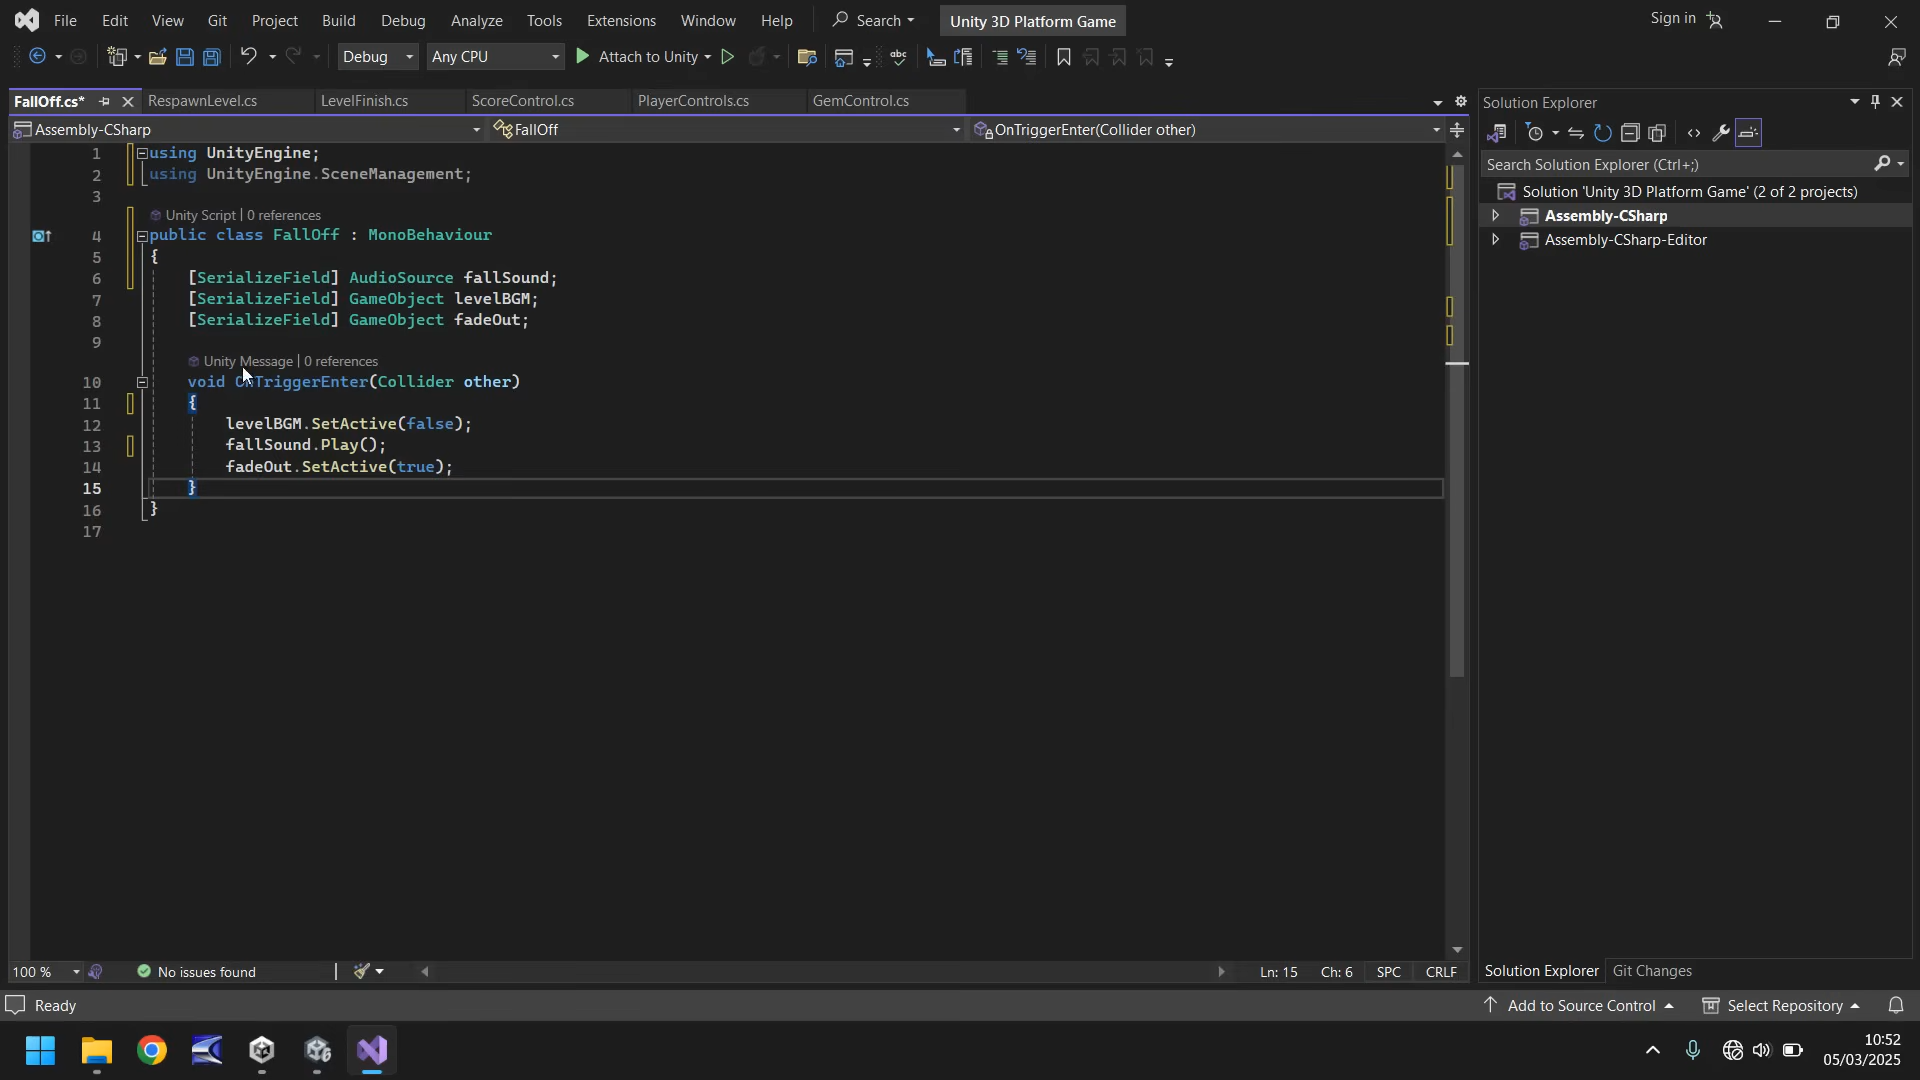 File Edit View Git Project Build Debug Analyze Tools Extensions Window Help Search Unity 3D Platform Game Sign in
Debug Any CPU Attach to Unity
FallOff.cs* RespawnLevel.cs LevelFinish.cs ScoreControl.cs PlayerControls.cs GemControl.cs
Assembly-CSharp FallOff OnTriggerEnter(Collider other)
1 using UnityEngine;
2 using UnityEngine.SceneManagement;
3
Unity Script | 0 references
4 public class FallOff : MonoBehaviour
5 {
6 [SerializeField] AudioSource fallSound;
7 [SerializeField] GameObject levelBGM;
8 [SerializeField] GameObject fadeOut;
9
Unity Message | 0 references
10 void OnTriggerEnter(Collider other)
11 {
12 levelBGM.SetActive(false);
13 fallSound.Play();
14 fadeOut.SetActive(true);
15 }
16 }
17
Solution Explorer
Search Solution Explorer (Ctrl+;)
Solution 'Unity 3D Platform Game' (2 of 2 projects)
Assembly-CSharp
Assembly-CSharp-Editor
100 % No issues found Ln: 15 Ch: 6 SPC CRLF
Solution Explorer Git Changes
Ready Add to Source Control Select Repository
10:52
05/03/2025